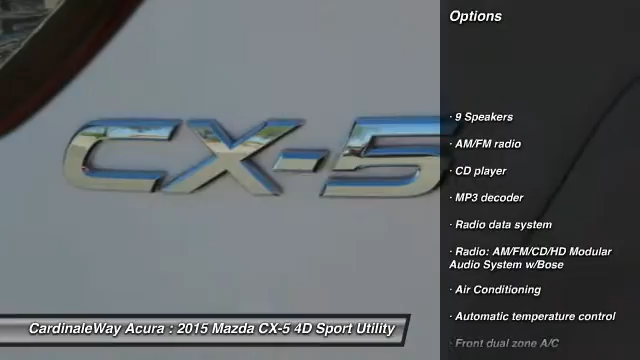 Options
CX-5
· 9 Speakers
· AM/FM radio
· CD player
· MP3 decoder
· Radio data system
· Radio: AM/FM/CD/HD Modular
Audio System w/Bose
· Air Conditioning
· Automatic temperature control
· Front dual zone A/C
CardinaleWay Acura : 2015 Mazda CX-5 4D Sport Utility